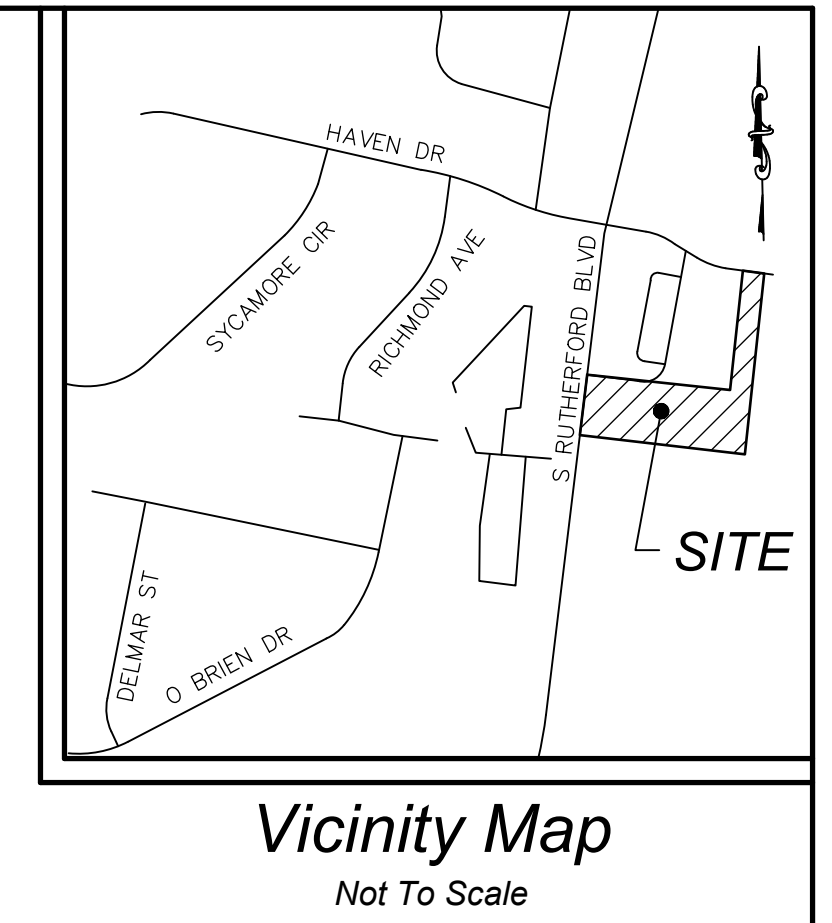 HAVEN DR
SYCAMORE CIR
RICHMOND AVE
S RUTHERFORD BLVD
SITE
DELMAR ST
O BRIEN DR
Vicinity Map
Not To Scale